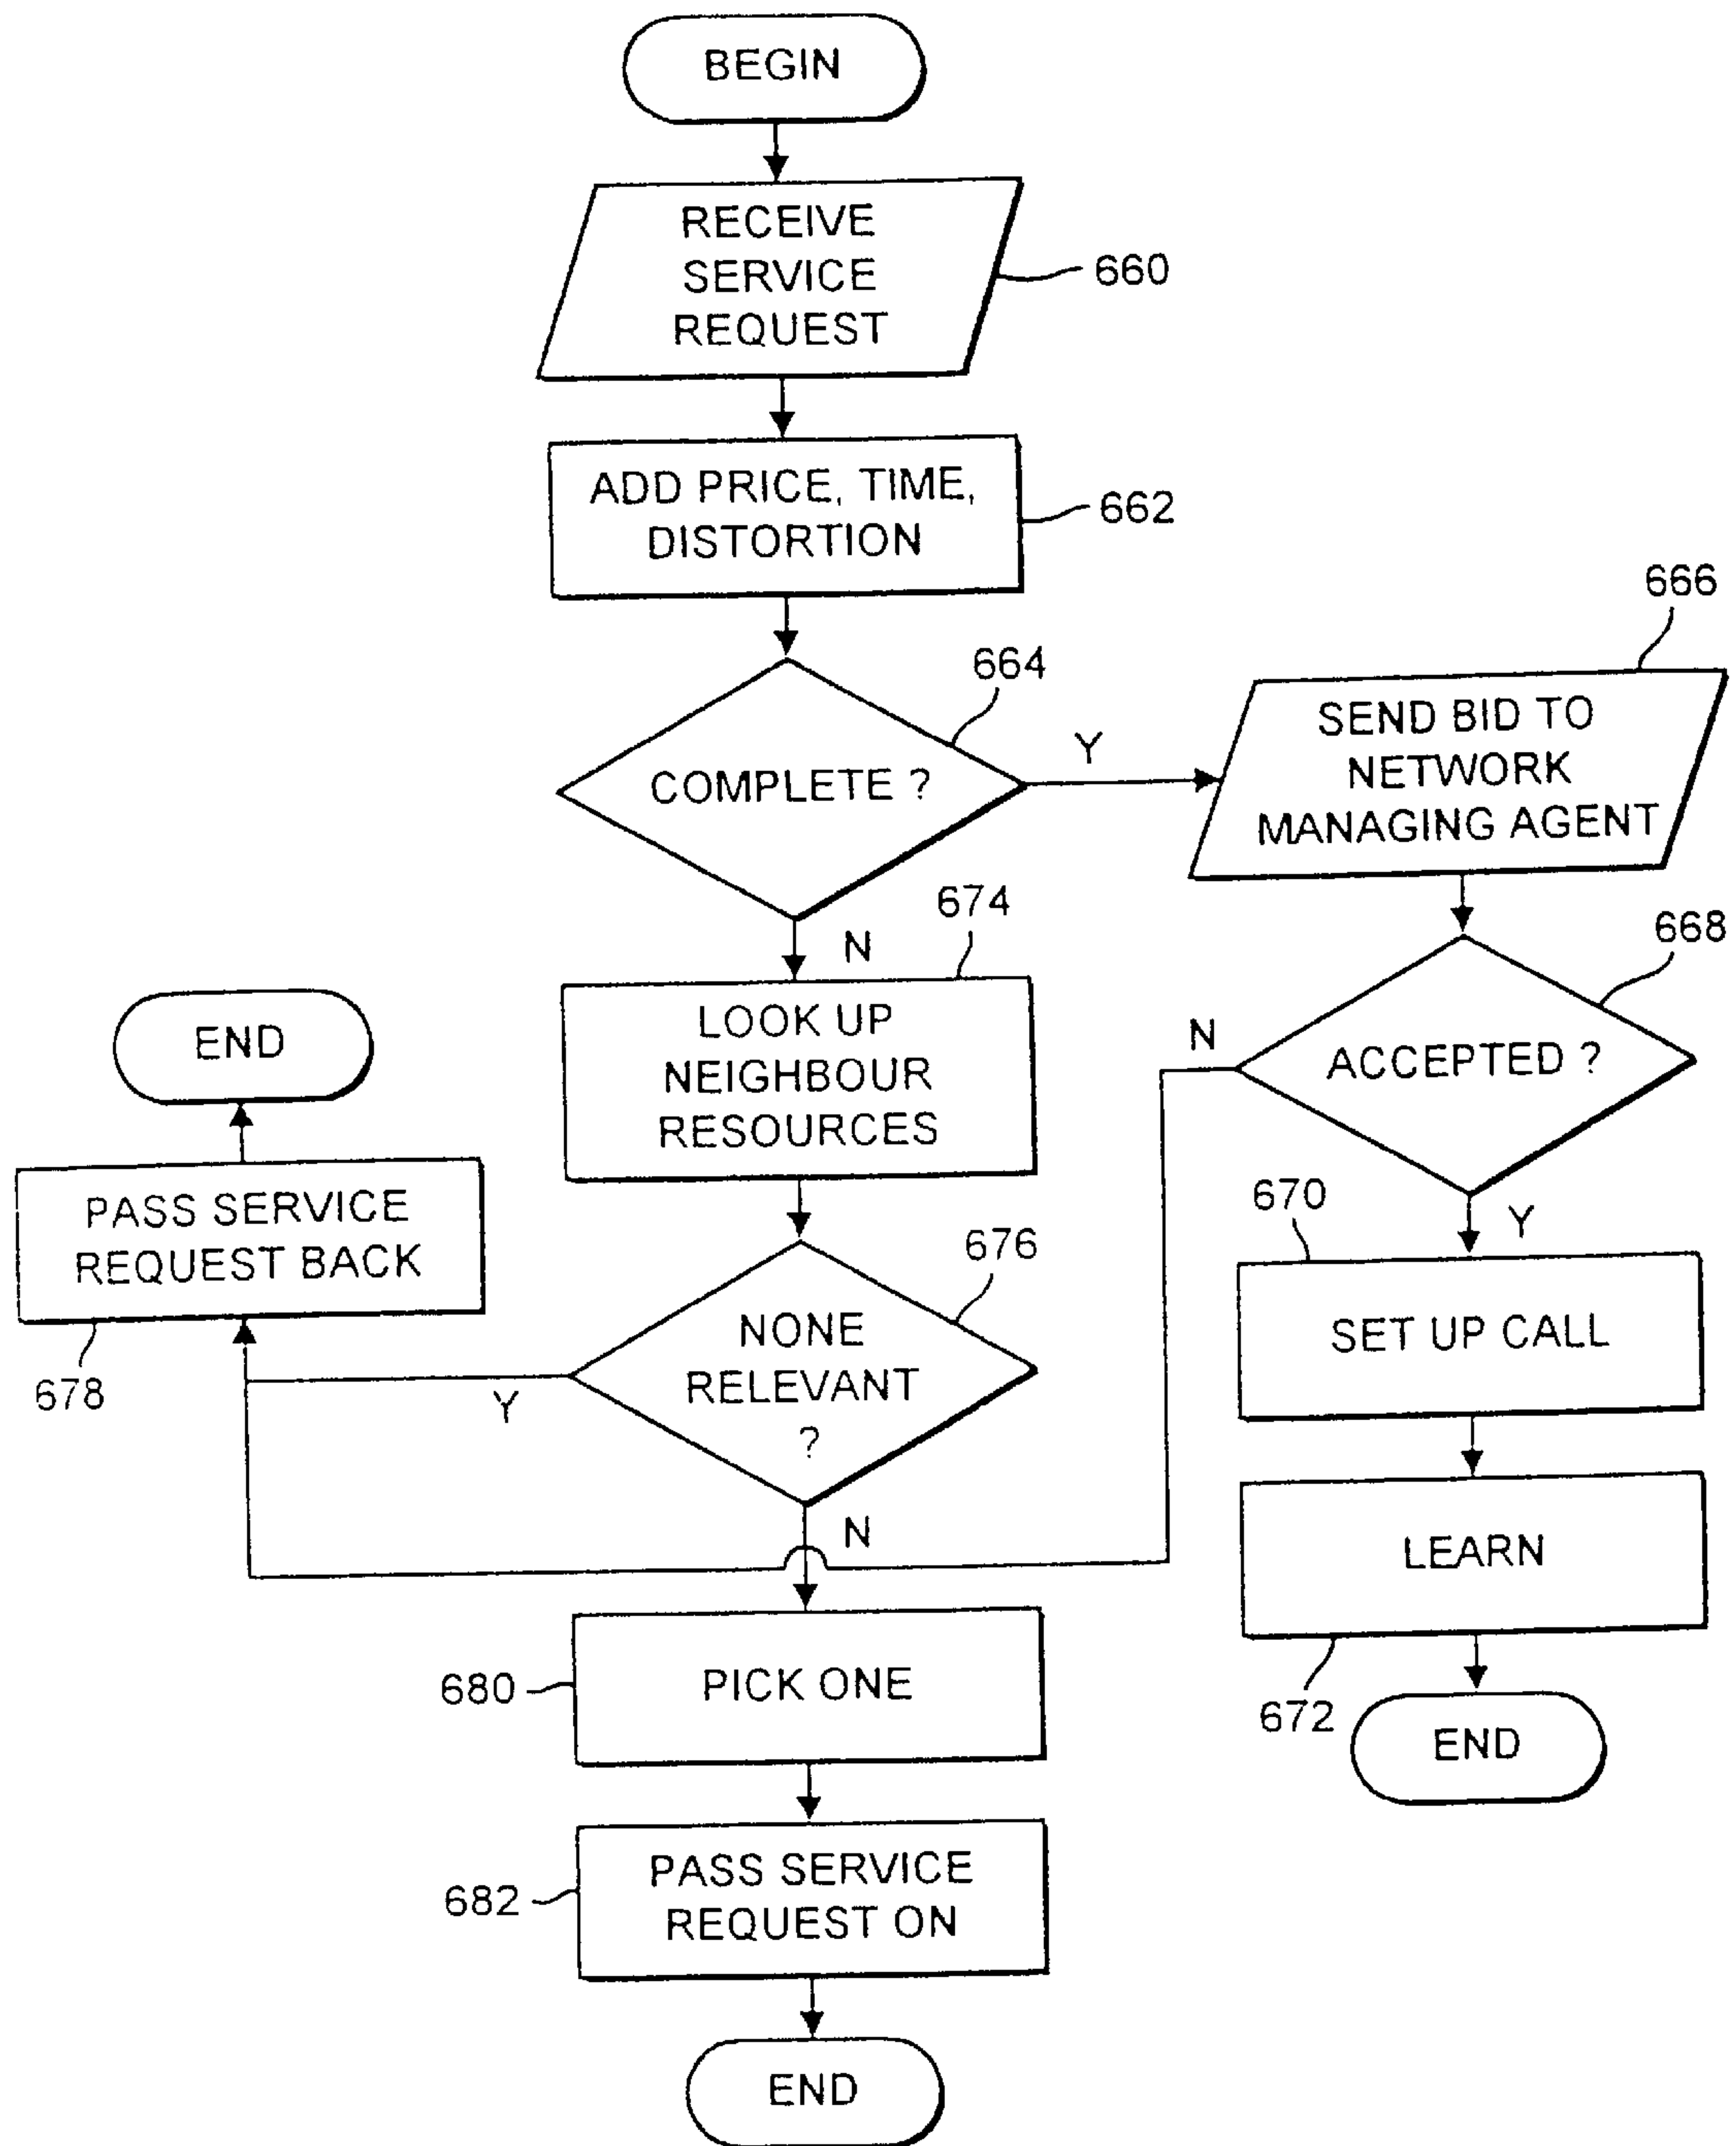 BEGIN
RECEIVE
SERVICE
REQUEST
660
ADD PRICE, TIME,
DISTORTION
662
COMPLETE ?
664
Y
N
SEND BID TO
NETWORK
MANAGING AGENT
666
ACCEPTED ?
668
N
Y
SET UP CALL
670
LEARN
672
END
LOOK UP
NEIGHBOUR
RESOURCES
674
NONE
RELEVANT
?
676
Y
N
END
PASS SERVICE
REQUEST BACK
678
PICK ONE
680
PASS SERVICE
REQUEST ON
682
END